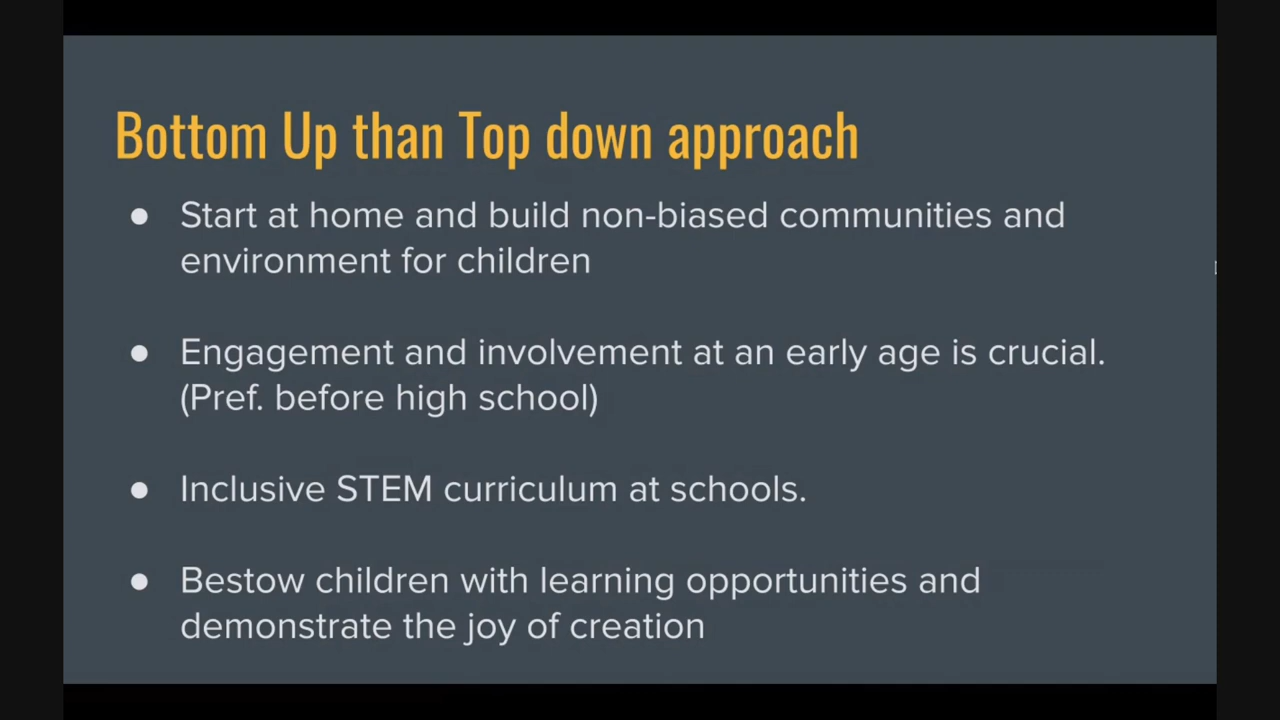 Bottom Up than Top down approach
● Start at home and build non-biased communities and
environment for children
● Engagement and involvement at an early age is crucial.
(Pref. before high school)
● Inclusive STEM curriculum at schools.
● Bestow children with learning opportunities and
demonstrate the joy of creation